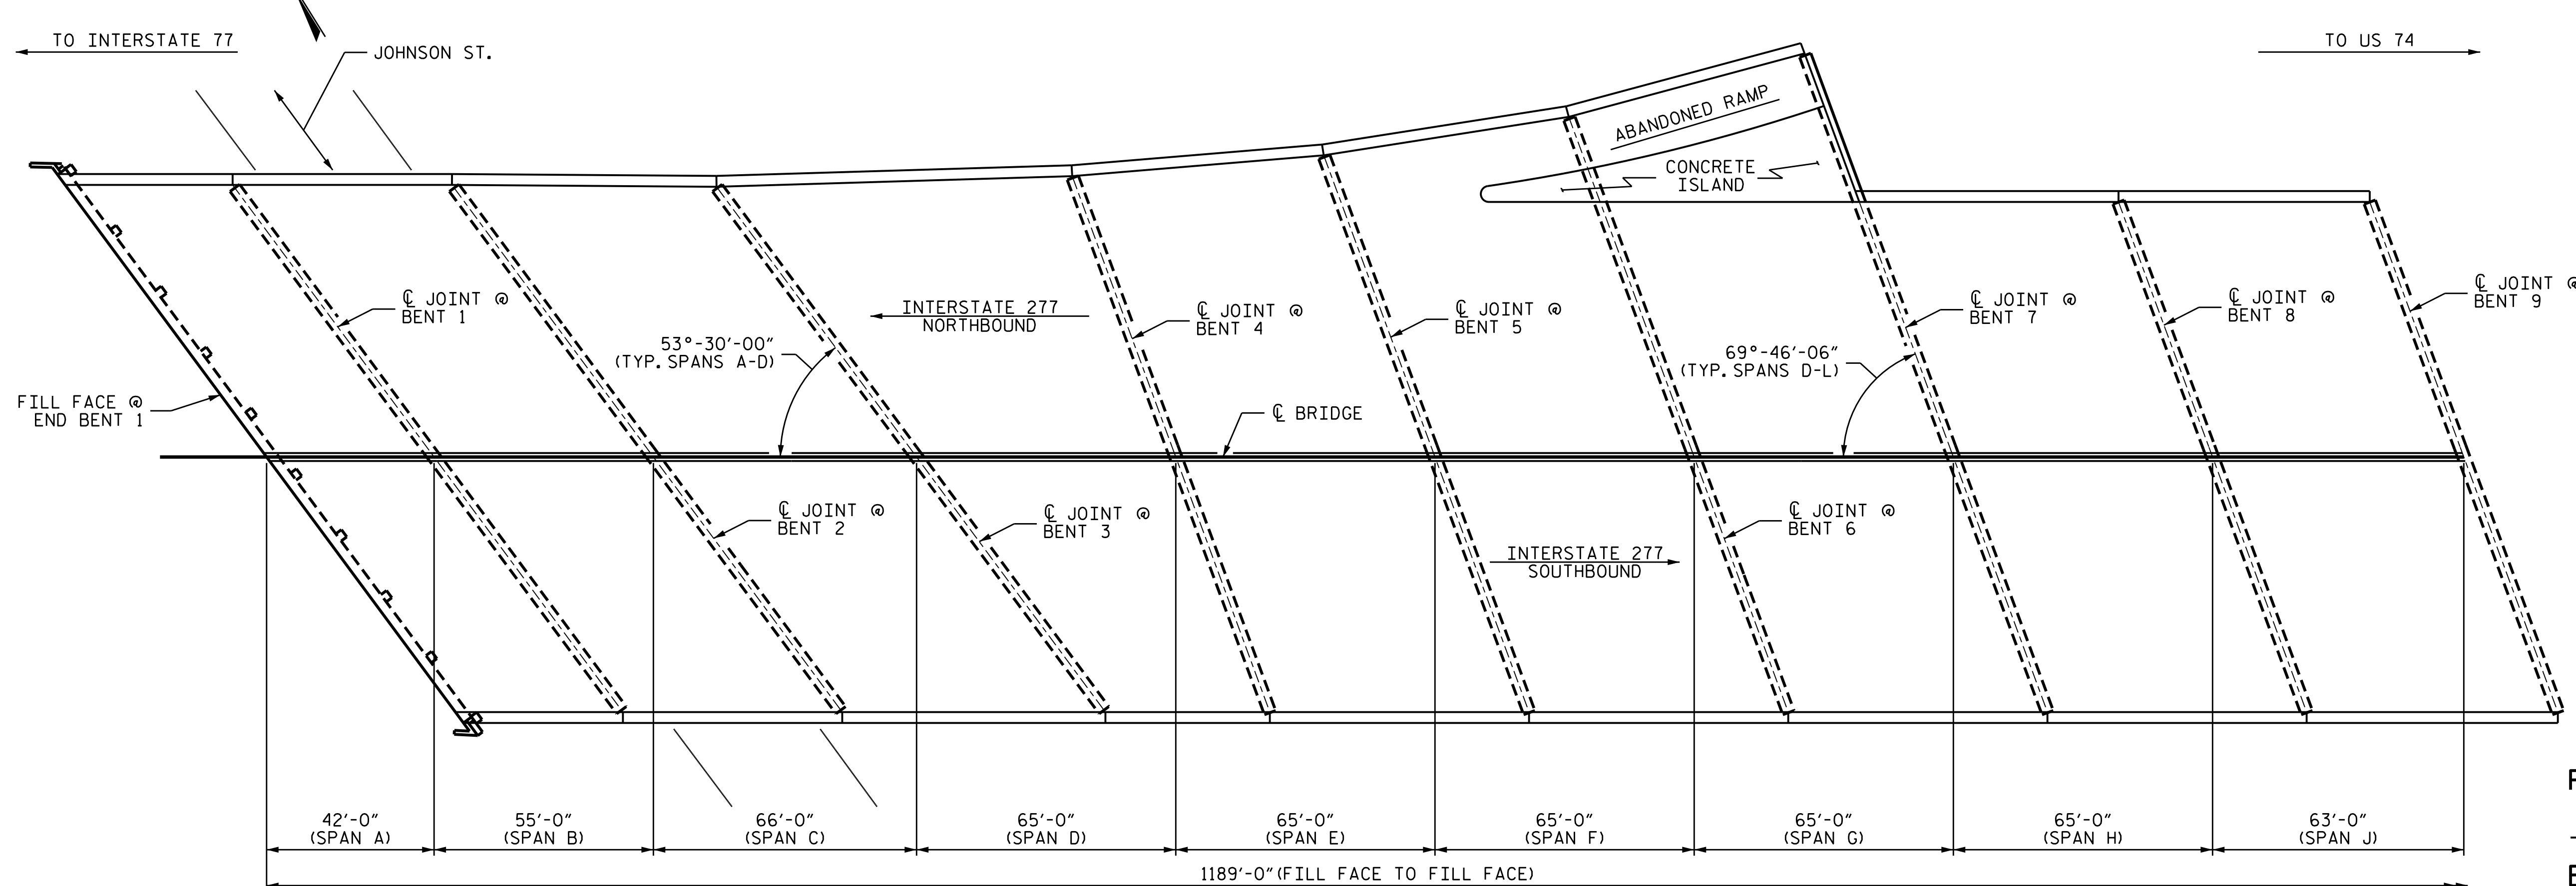 TO INTERSTATE 77
JOHNSON ST.
TO US 74
ABANDONED RAMP
CONCRETE
ISLAND
℄ JOINT @
BENT 1
53°-30'-00"
(TYP. SPANS A-D)
INTERSTATE 277
NORTHBOUND
℄ JOINT @
BENT 4
℄ JOINT @
BENT 5
69°-46'-06"
(TYP. SPANS D-L)
℄ JOINT @
BENT 7
℄ JOINT @
BENT 8
℄ JOINT @
BENT 9
FILL FACE @
END BENT 1
℄ BRIDGE
℄ JOINT @
BENT 2
℄ JOINT @
BENT 3
INTERSTATE 277
SOUTHBOUND
℄ JOINT @
BENT 6
42'-0"
(SPAN A)
55'-0"
(SPAN B)
66'-0"
(SPAN C)
65'-0"
(SPAN D)
65'-0"
(SPAN E)
65'-0"
(SPAN F)
65'-0"
(SPAN G)
65'-0"
(SPAN H)
63'-0"
(SPAN J)
1189'-0" (FILL FACE TO FILL FACE)